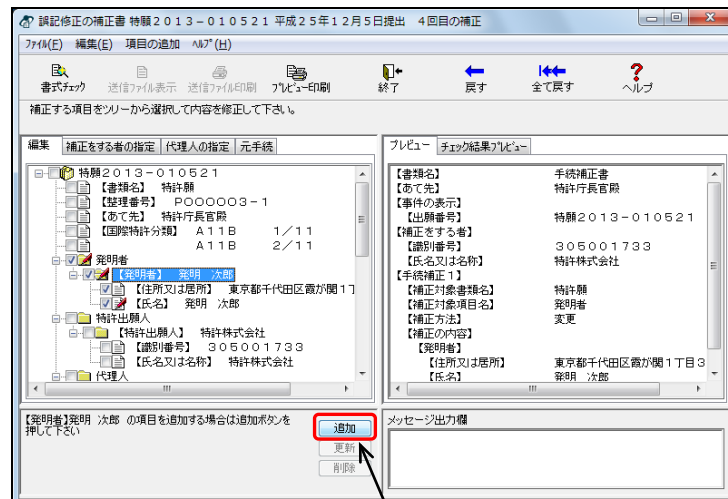 誤記修正の補正書 特願２０１３－０１０５２１ 平成２５年１２月５日提出　４回目の補正
ﾌｧｲﾙ(F) 編集(E) 項目の追加 ﾍﾙﾌﾟ(H)
書式ﾁｪｯｸ 送信ﾌｧｲﾙ表示 送信ﾌｧｲﾙ印刷 ﾌﾟﾚﾋﾞｭｰ印刷 終了 戻す 全て戻す ヘルプ
補正する項目をツリーから選択して内容を修正して下さい。
編集 補正をする者の指定 代理人の指定 元手続
特願２０１３－０１０５２１
【書類名】　特許願
【整理番号】　ＰＯＯＯＯＯ３－１
【あて先】　特許庁長官殿
【国際特許分類】　Ａ１１Ｂ　１／１１
Ａ１１Ｂ　２／１１
発明者
【発明者】　発明　次郎
【住所又は居所】　東京都千代田区霞が関１丁
【氏名】　発明　次郎
特許出願人
【特許出願人】　特許株式会社
【識別番号】　３０５００１７３３
【氏名又は名称】　特許株式会社
代理人
プレビュー ﾁｪｯｸ結果ﾌﾟﾚﾋﾞｭｰ
【書類名】　手続補正書
【あて先】　特許庁長官殿
【事件の表示】
【出願番号】　特願２０１３－０１０５２１
【補正をする者】
【識別番号】　３０５００１７３３
【氏名又は名称】　特許株式会社
【手続補正１】
【補正対象書類名】　特許願
【補正対象項目名】　発明者
【補正方法】　変更
【補正の内容】
【発明者】
【住所又は居所】　東京都千代田区霞が関１丁目３
【氏名】　発明　次郎
【発明者】発明　次郎　の項目を追加する場合は追加ボタンを
押して下さい
追加
更新
削除
メッセージ出力欄